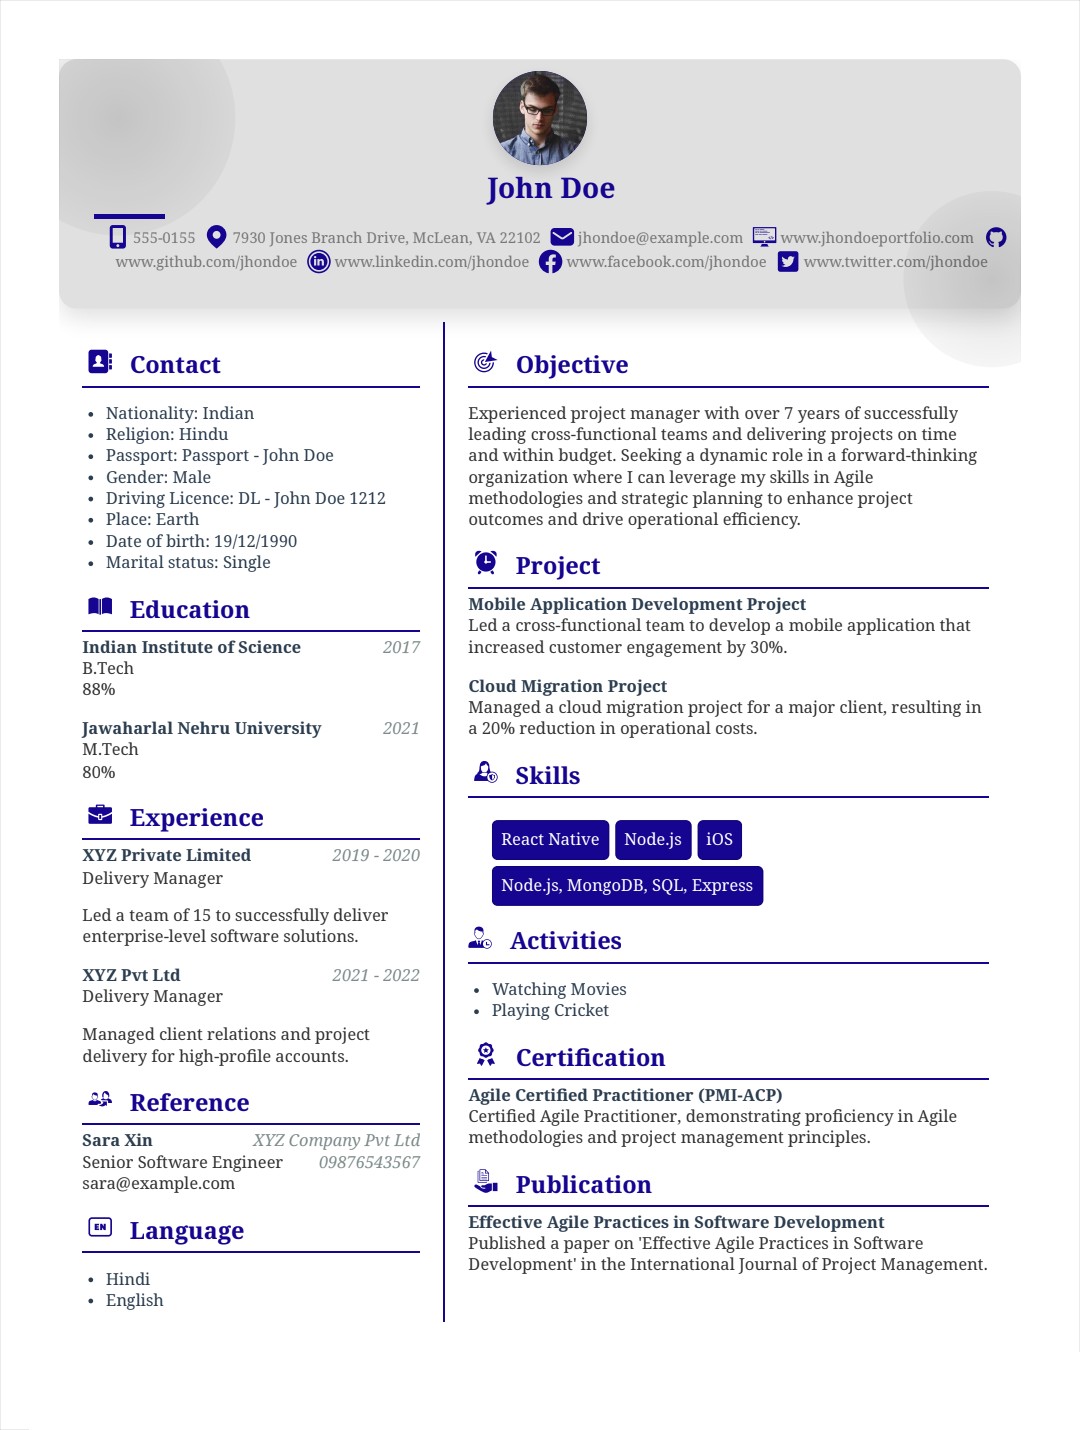 John Doe
555-0155 7930 Jones Branch Drive, McLean, VA 22102 jhondoe@example.com www.jhondoeportfolio.com
www.github.com/jhondoe www.linkedin.com/jhondoe www.facebook.com/jhondoe www.twitter.com/jhondoe
Contact
• Nationality: Indian
• Religion: Hindu
• Passport: Passport - John Doe
• Gender: Male
• Driving Licence: DL - John Doe 1212
• Place: Earth
• Date of birth: 19/12/1990
• Marital status: Single
Education
Indian Institute of Science 2017
B.Tech
88%
Jawaharlal Nehru University 2021
M.Tech
80%
Experience
XYZ Private Limited 2019 - 2020
Delivery Manager
Led a team of 15 to successfully deliver
enterprise-level software solutions.
XYZ Pvt Ltd 2021 - 2022
Delivery Manager
Managed client relations and project
delivery for high-profile accounts.
Reference
Sara Xin XYZ Company Pvt Ltd
Senior Software Engineer 09876543567
sara@example.com
EN Language
• Hindi
• English
Objective
Experienced project manager with over 7 years of successfully
leading cross-functional teams and delivering projects on time
and within budget. Seeking a dynamic role in a forward-thinking
organization where I can leverage my skills in Agile
methodologies and strategic planning to enhance project
outcomes and drive operational efficiency.
Project
Mobile Application Development Project
Led a cross-functional team to develop a mobile application that
increased customer engagement by 30%.
Cloud Migration Project
Managed a cloud migration project for a major client, resulting in
a 20% reduction in operational costs.
Skills
React Native Node.js iOS
Node.js, MongoDB, SQL, Express
Activities
• Watching Movies
• Playing Cricket
Certification
Agile Certified Practitioner (PMI-ACP)
Certified Agile Practitioner, demonstrating proficiency in Agile
methodologies and project management principles.
Publication
Effective Agile Practices in Software Development
Published a paper on 'Effective Agile Practices in Software
Development' in the International Journal of Project Management.